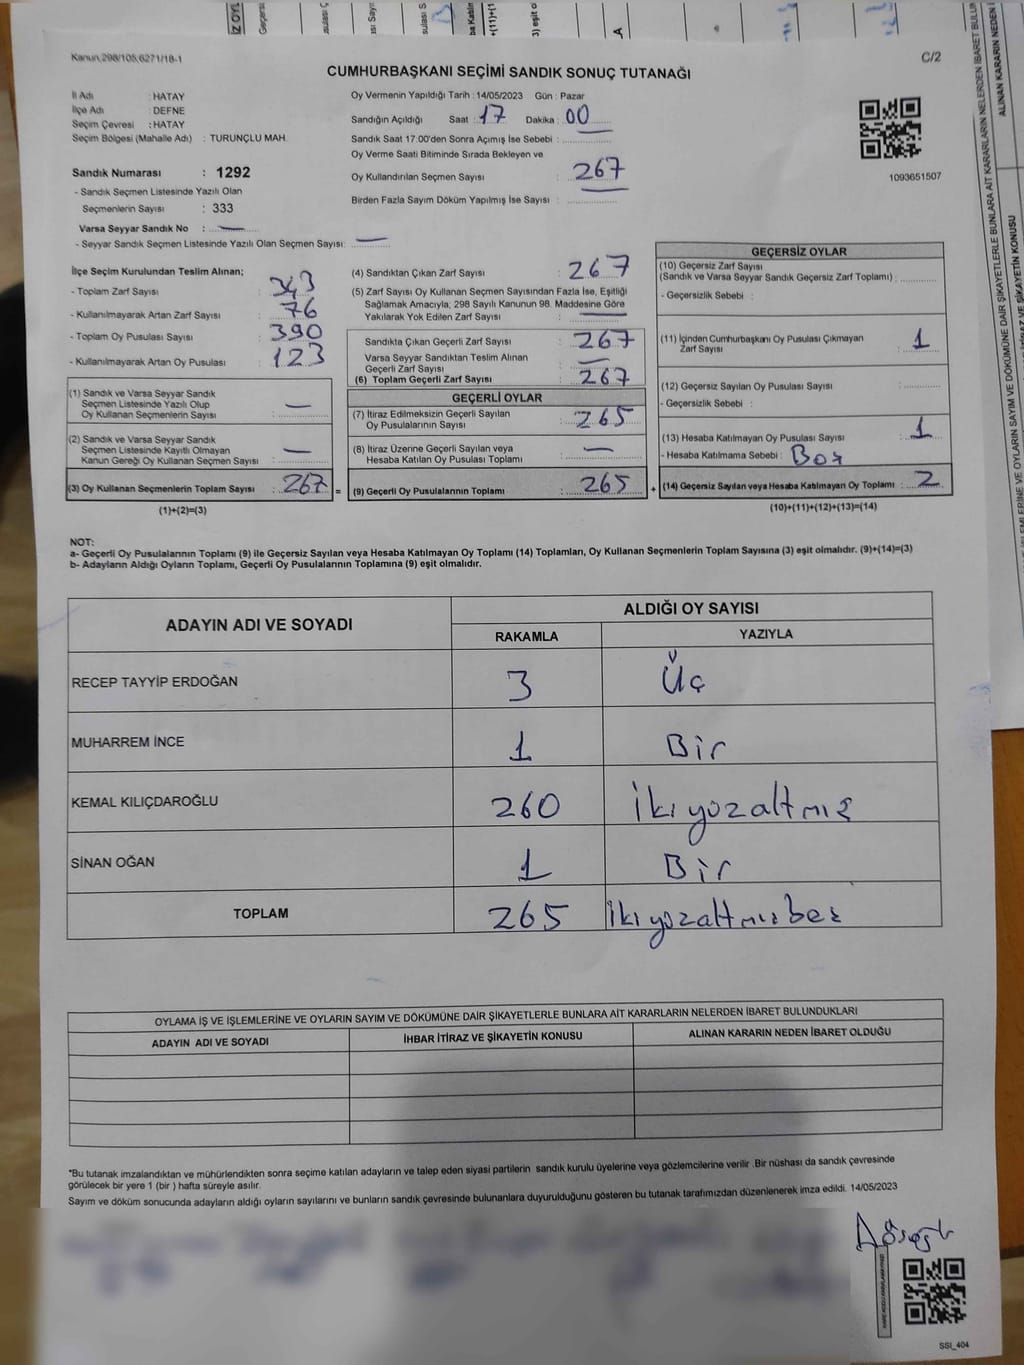 Kanun,298/105,6271/18-1
C/2
CUMHURBAŞKANI SEÇİMİ SANDIK SONUÇ TUTANAĞI
İl Adı : HATAY
İlçe Adı : DEFNE
Seçim Çevresi : HATAY
Seçim Bölgesi (Mahalle Adı) : TURUNÇLU MAH.
Sandık Numarası : 1292
- Sandık Seçmen Listesinde Yazılı Olan
Seçmenlerin Sayısı : 333
Varsa Seyyar Sandık No : —
- Seyyar Sandık Seçmen Listesinde Yazılı Olan Seçmen Sayısı: —
Oy Vermenin Yapıldığı Tarih : 14/05/2023 Gün : Pazar
Sandığın Açıldığı Saat : 17 Dakika : 00
Sandık Saat 17:00'den Sonra Açımış İse Sebebi :
Oy Verme Saati Bitiminde Sırada Bekleyen ve
Oy Kullandırılan Seçmen Sayısı : 267
Birden Fazla Sayım Döküm Yapılmış İse Sayısı :
1093651507
İlçe Seçim Kurulundan Teslim Alınan;
- Toplam Zarf Sayısı : 343
- Kullanılmayarak Artan Zarf Sayısı : 76
- Toplam Oy Pusulası Sayısı : 390
- Kullanılmayarak Artan Oy Pusulası : 123
(1) Sandık ve Varsa Seyyar Sandık
Seçmen Listesinde Yazılı Olup
Oy Kullanan Seçmenlerin Sayısı : —
(2) Sandık ve Varsa Seyyar Sandık
Seçmen Listesinde Kayıtlı Olmayan
Kanun Gereği Oy Kullanan Seçmen Sayısı : —
(3) Oy Kullanan Seçmenlerin Toplam Sayısı : 267 =
(1)+(2)=(3)
(4) Sandıktan Çıkan Zarf Sayısı : 267
(5) Zarf Sayısı Oy Kullanan Seçmen Sayısından Fazla İse, Eşitliği
Sağlamak Amacıyla, 298 Sayılı Kanunun 98. Maddesine Göre
Yakılarak Yok Edilen Zarf Sayısı : —
Sandıkta Çıkan Geçerli Zarf Sayısı : 267
Varsa Seyyar Sandıktan Teslim Alınan
Geçerli Zarf Sayısı : —
(6) Toplam Geçerli Zarf Sayısı : 267
GEÇERLİ OYLAR
(7) İtiraz Edilmeksizin Geçerli Sayılan
Oy Pusulalarının Sayısı : 265
(8) İtiraz Üzerine Geçerli Sayılan veya
Hesaba Katılan Oy Pusulası Toplamı : —
(9) Geçerli Oy Pusulalarının Toplamı : 265 +
GEÇERSİZ OYLAR
(10) Geçersiz Zarf Sayısı
(Sandık ve Varsa Seyyar Sandık Geçersiz Zarf Toplamı) :
- Geçersizlik Sebebi :
(11) İçinden Cumhurbaşkanı Oy Pusulası Çıkmayan
Zarf Sayısı : 1
(12) Geçersiz Sayılan Oy Pusulası Sayısı :
- Geçersizlik Sebebi :
(13) Hesaba Katılmayan Oy Pusulası Sayısı : 1
- Hesaba Katılmama Sebebi : Boş
(14) Geçersiz Sayılan veya Hesaba Katılmayan Oy Toplamı : 2
(10)+(11)+(12)+(13)=(14)
NOT:
a- Geçerli Oy Pusulalarının Toplamı (9) ile Geçersiz Sayılan veya Hesaba Katılmayan Oy Toplamı (14) Toplamları, Oy Kullanan Seçmenlerin Toplam Sayısına (3) eşit olmalıdır. (9)+(14)=(3)
b- Adayların Aldığı Oyların Toplamı, Geçerli Oy Pusulalarının Toplamına (9) eşit olmalıdır.
ADAYIN ADI VE SOYADI
ALDIĞI OY SAYISI
RAKAMLA YAZIYLA
RECEP TAYYİP ERDOĞAN 3 Üç
MUHARREM İNCE 1 Bir
KEMAL KILIÇDAROĞLU 260 İkiyüzaltmış
SİNAN OĞAN 1 Bir
TOPLAM 265 İkiyüzaltmışbeş
OYLAMA İŞ VE İŞLEMLERİNE VE OYLARIN SAYIM VE DÖKÜMÜNE DAİR ŞİKAYETLERLE BUNLARA AİT KARARLARIN NELERDEN İBARET BULUNDUKLARI
ADAYIN ADI VE SOYADI İHBAR İTİRAZ VE ŞİKAYETİN KONUSU ALINAN KARARIN NEDEN İBARET OLDUĞU
*Bu tutanak imzalandıktan ve mühürlendikten sonra seçime katılan adayların ve talep eden siyasi partilerin sandık kurulu üyelerine veya gözlemcilerine verilir. Bir nüshası da sandık çevresinde
görülecek bir yere 1 (bir) hafta süreyle asılır.
Sayım ve döküm sonucunda adayların aldığı oyların sayılarını ve bunların sandık çevresinde bulunanlara duyurulduğunu gösteren bu tutanak tarafımızdan düzenlenerek imza edildi. 14/05/2023
SSI_404